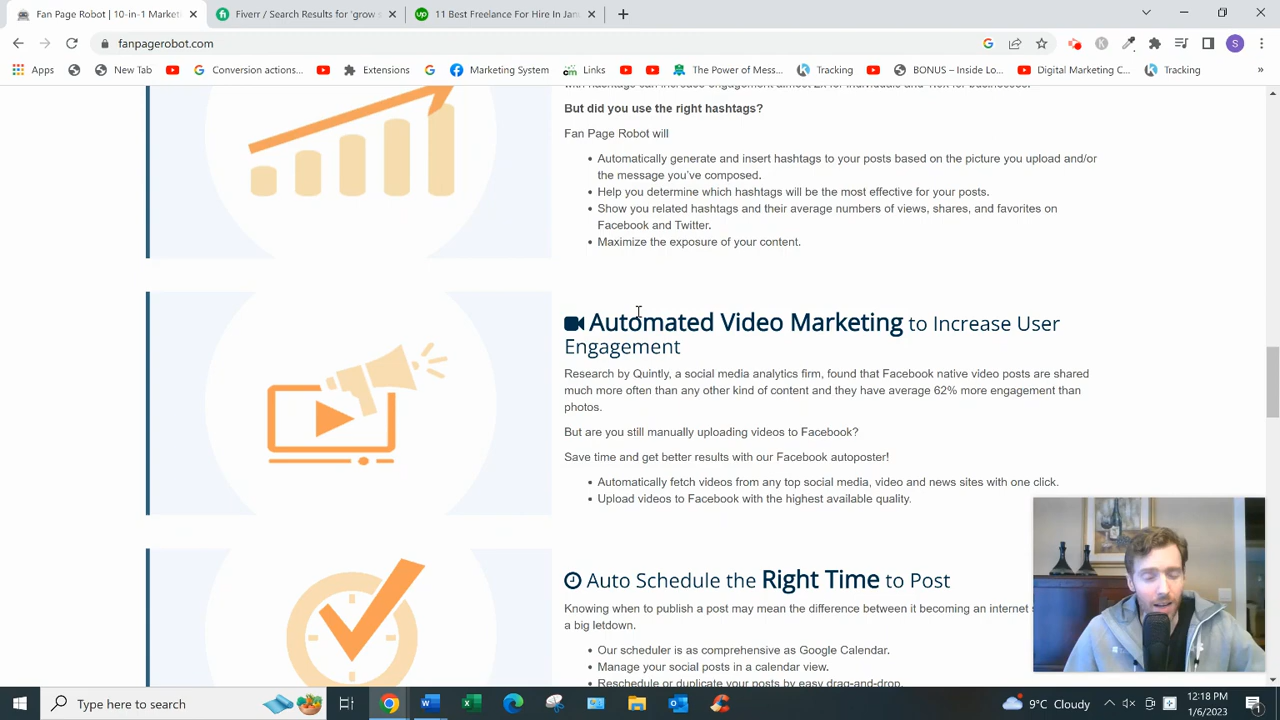 Fan Page Robot | 10-in-1 Market
Fiverr / Search Results for 'grow s
11 Best Freelance For Hire In Jan
fanpagerobot.com
S
Apps
New Tab
Conversion actions...
Extensions
Marketing System
Links
The Power of Mess...
Tracking
BONUS – Inside Lo...
Digital Marketing C...
Tracking
»
But did you use the right hashtags?
Fan Page Robot will
Automatically generate and insert hashtags to your posts based on the picture you upload and/or
the message you've composed.
Help you determine which hashtags will be the most effective for your posts.
Show you related hashtags and their average numbers of views, shares, and favorites on
Facebook and Twitter.
Maximize the exposure of your content.
Automated Video Marketing to Increase User
Engagement
Research by Quintly, a social media analytics firm, found that Facebook native video posts are shared
much more often than any other kind of content and they have average 62% more engagement than
photos.
But are you still manually uploading videos to Facebook?
Save time and get better results with our Facebook autoposter!
Automatically fetch videos from any top social media, video and news sites with one click.
Upload videos to Facebook with the highest available quality.
Auto Schedule the Right Time to Post
Knowing when to publish a post may mean the difference between it becoming an internet s
a big letdown.
Our scheduler is as comprehensive as Google Calendar.
Manage your social posts in a calendar view.
Reschedule or duplicate your posts by easy drag-and-drop.
Type here to search
9°C Cloudy
12:18 PM
1/6/2023